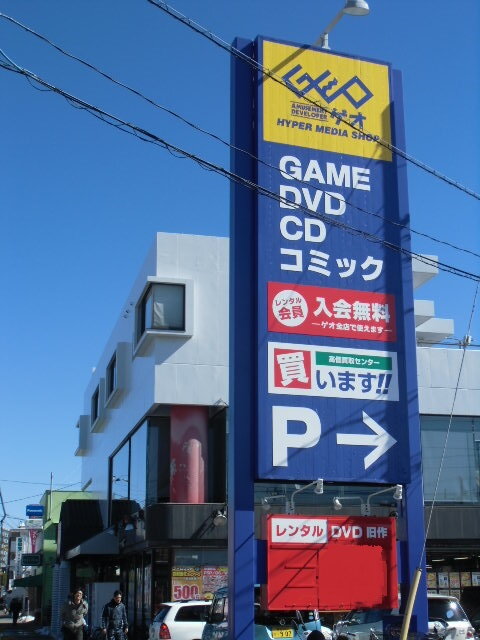 GEO
AMUSEMENT
DEVELOPER
ゲオ
HYPER MEDIA SHOP
GAME
DVD
CD
コミック
レンタル
会員
入会無料
ーゲオ全店で使えますー
高価買取センター
買います!!
P→
レンタル DVD 旧作
500